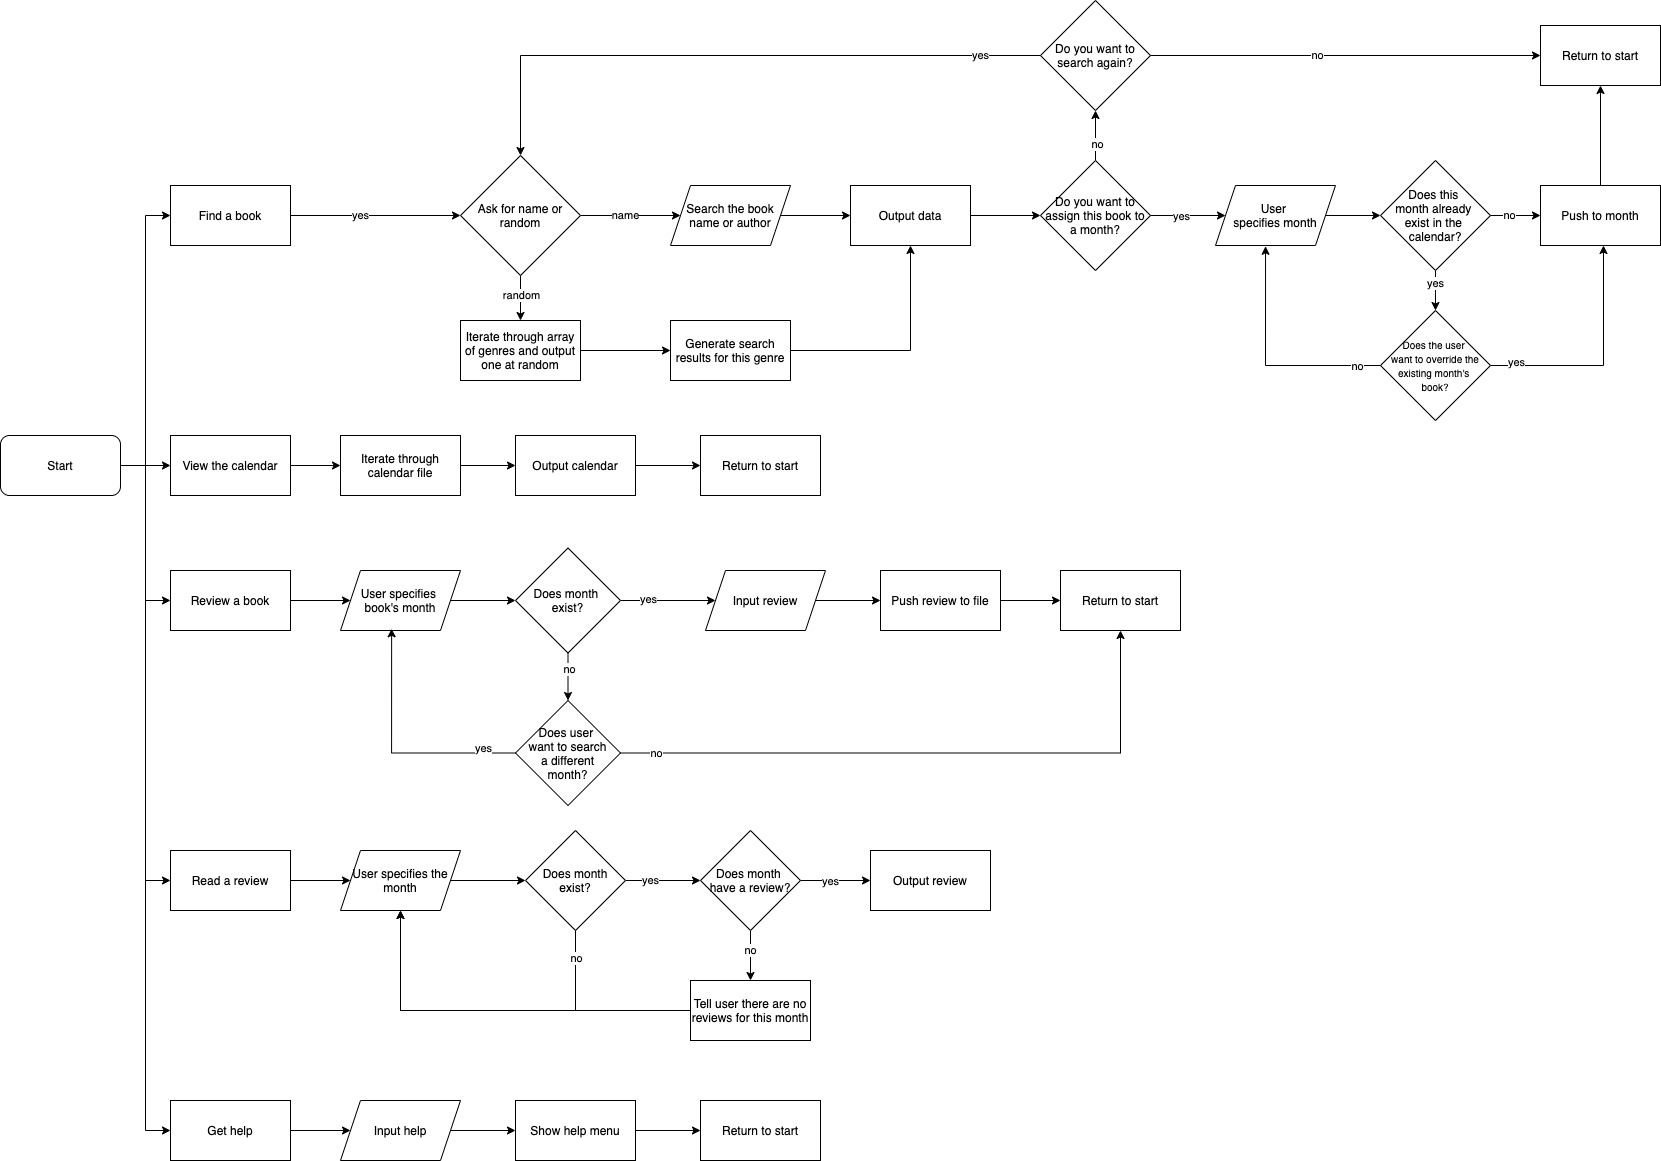 Do you want to
search again?
yes
no
Return to start
no
Find a book
yes
Ask for name or
random
name
Search the book
name or author
Output data
Do you want to
assign this book to
a month?
yes
User
specifies month
Does this
month already
exist in the
calendar?
no
Push to month
random
yes
Iterate through array
of genres and output
one at random
Generate search
results for this genre
Does the user
want to override the
existing month's
book?
no
yes
Start
View the calendar
Iterate through
calendar file
Output calendar
Return to start
Review a book
User specifies
book's month
Does month
exist?
yes
Input review
Push review to file
Return to start
no
Does user
want to search
a different
month?
yes
no
Read a review
User specifies the
month
Does month
exist?
yes
Does month
have a review?
yes
Output review
no
no
Tell user there are no
reviews for this month
Get help
Input help
Show help menu
Return to start